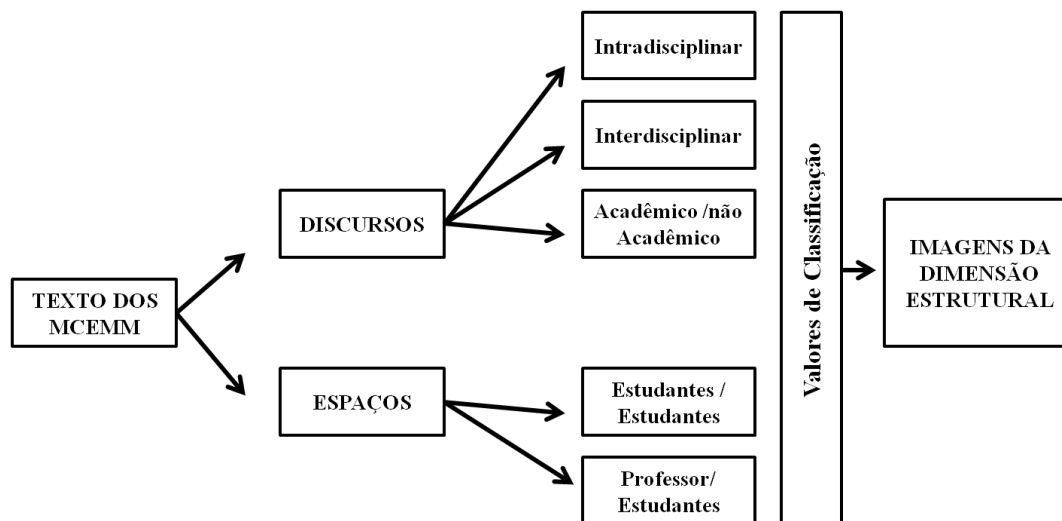 TEXTO DOS
MCEMM
DISCURSOS
ESPAÇOS
Intradisciplinar
Interdisciplinar
Acadêmico /não
Acadêmico
Estudantes /
Estudantes
Professor/
Estudantes
Valores de Classificação
IMAGENS DA
DIMENSÃO
ESTRUTURAL